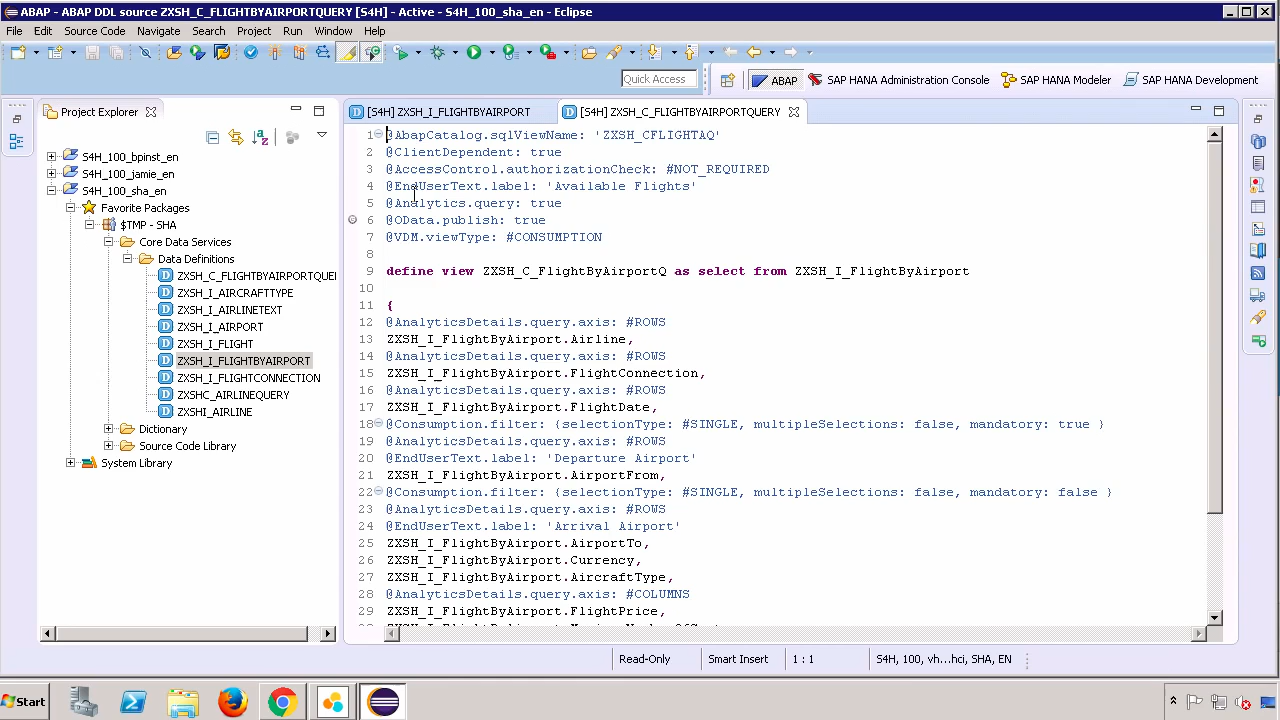 ABAP - ABAP DDL source ZXSH_C_FLIGHTBYAIRPORTQUERY [S4H] - Active - S4H_100_sha_en - Eclipse
File Edit Source Code Navigate Search Project Run Window Help
Quick Access
ABAP
SAP HANA Administration Console
SAP HANA Modeler
SAP HANA Development
Project Explorer
[S4H] ZXSH_I_FLIGHTBYAIRPORT
[S4H] ZXSH_C_FLIGHTBYAIRPORTQUERY
S4H_100_bpinst_en
S4H_100_jamie_en
S4H_100_sha_en
Favorite Packages
$TMP - SHA
Core Data Services
Data Definitions
ZXSH_C_FLIGHTBYAIRPORTQUE
ZXSH_I_AIRCRAFTTYPE
ZXSH_I_AIRLINETEXT
ZXSH_I_AIRPORT
ZXSH_I_FLIGHT
ZXSH_I_FLIGHTBYAIRPORT
ZXSH_I_FLIGHTCONNECTION
ZXSHC_AIRLINEQUERY
ZXSHI_AIRLINE
Dictionary
Source Code Library
System Library
1 @AbapCatalog.sqlViewName: 'ZXSH_CFLIGHTAQ'
2 @ClientDependent: true
3 @AccessControl.authorizationCheck: #NOT_REQUIRED
4 @EndUserText.label: 'Available Flights'
5 @Analytics.query: true
6 @OData.publish: true
7 @VDM.viewType: #CONSUMPTION
8
9 define view ZXSH_C_FlightByAirportQ as select from ZXSH_I_FlightByAirport
10
11 {
12 @AnalyticsDetails.query.axis: #ROWS
13 ZXSH_I_FlightByAirport.Airline,
14 @AnalyticsDetails.query.axis: #ROWS
15 ZXSH_I_FlightByAirport.FlightConnection,
16 @AnalyticsDetails.query.axis: #ROWS
17 ZXSH_I_FlightByAirport.FlightDate,
18 @Consumption.filter: {selectionType: #SINGLE, multipleSelections: false, mandatory: true }
19 @AnalyticsDetails.query.axis: #ROWS
20 @EndUserText.label: 'Departure Airport'
21 ZXSH_I_FlightByAirport.AirportFrom,
22 @Consumption.filter: {selectionType: #SINGLE, multipleSelections: false, mandatory: false }
23 @AnalyticsDetails.query.axis: #ROWS
24 @EndUserText.label: 'Arrival Airport'
25 ZXSH_I_FlightByAirport.AirportTo,
26 ZXSH_I_FlightByAirport.Currency,
27 ZXSH_I_FlightByAirport.AircraftType,
28 @AnalyticsDetails.query.axis: #COLUMNS
29 ZXSH_I_FlightByAirport.FlightPrice,
Read-Only
Smart Insert
1 : 1
S4H, 100, vh...hci, SHA, EN
Start